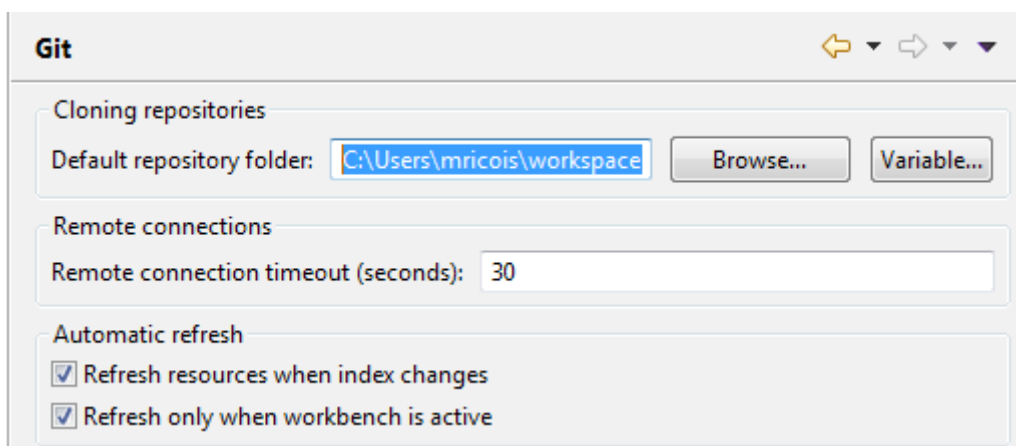 Git
Cloning repositories
Default repository folder: C:\Users\mricois\workspace Browse... Variable...
Remote connections
Remote connection timeout (seconds): 30
Automatic refresh
Refresh resources when index changes
Refresh only when workbench is active